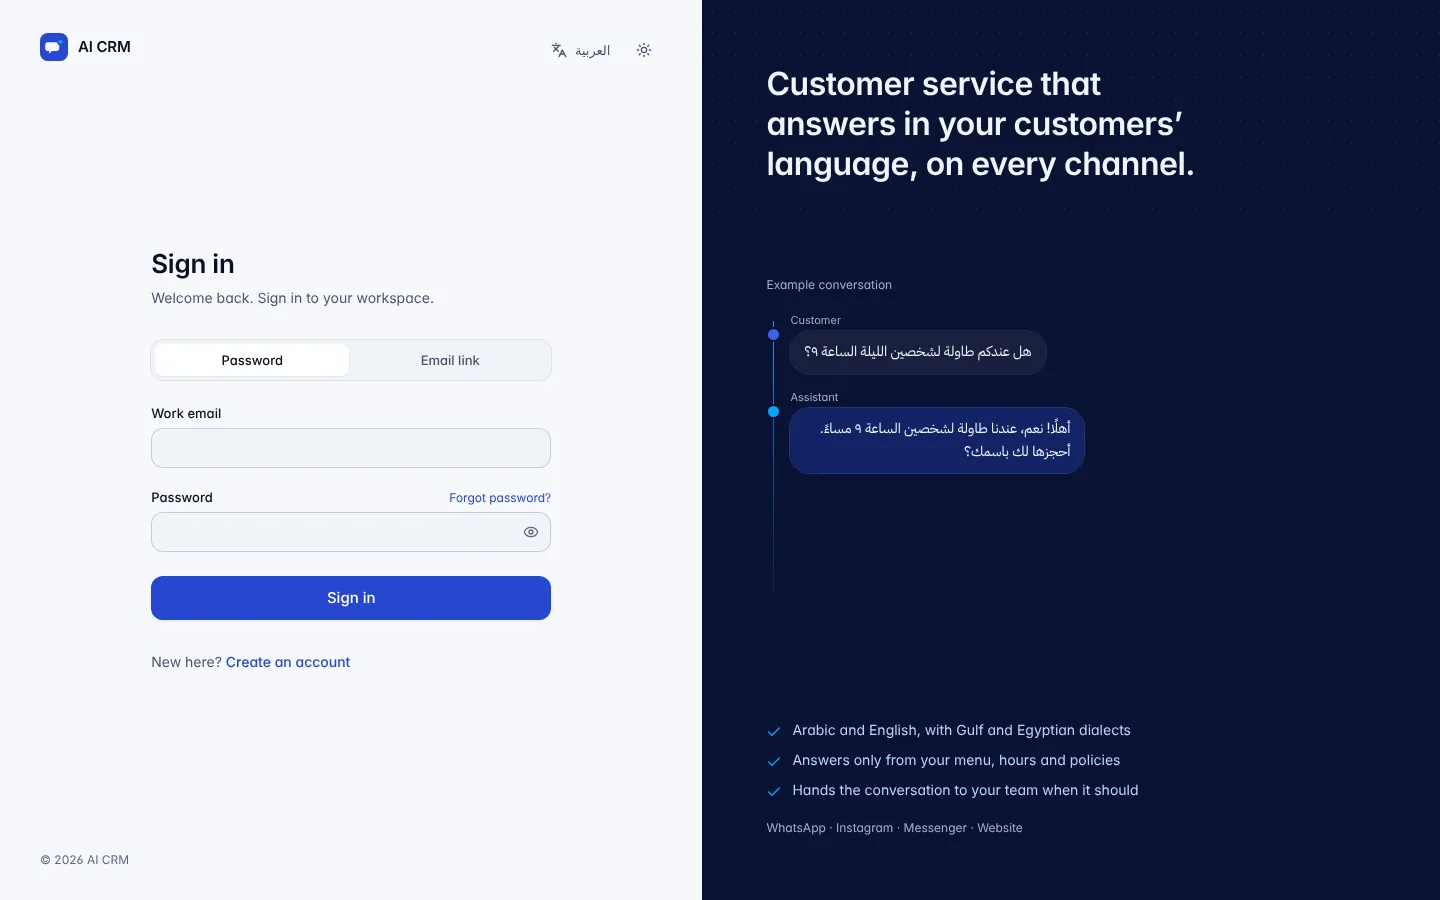 AI CRM
العربية
Sign in
Welcome back. Sign in to your workspace.
Password
Email link
Work email
Password
Forgot password?
Sign in
New here? Create an account
© 2026 AI CRM
Customer service that
answers in your customers’
language, on every channel.
Example conversation
Customer
هل عندكم طاولة لشخصين الليلة الساعة ٩؟
Assistant
أهلًا! نعم، عندنا طاولة لشخصين الساعة ٩ مساءً.
أحجزها لك باسمك؟
Arabic and English, with Gulf and Egyptian dialects
Answers only from your menu, hours and policies
Hands the conversation to your team when it should
WhatsApp · Instagram · Messenger · Website